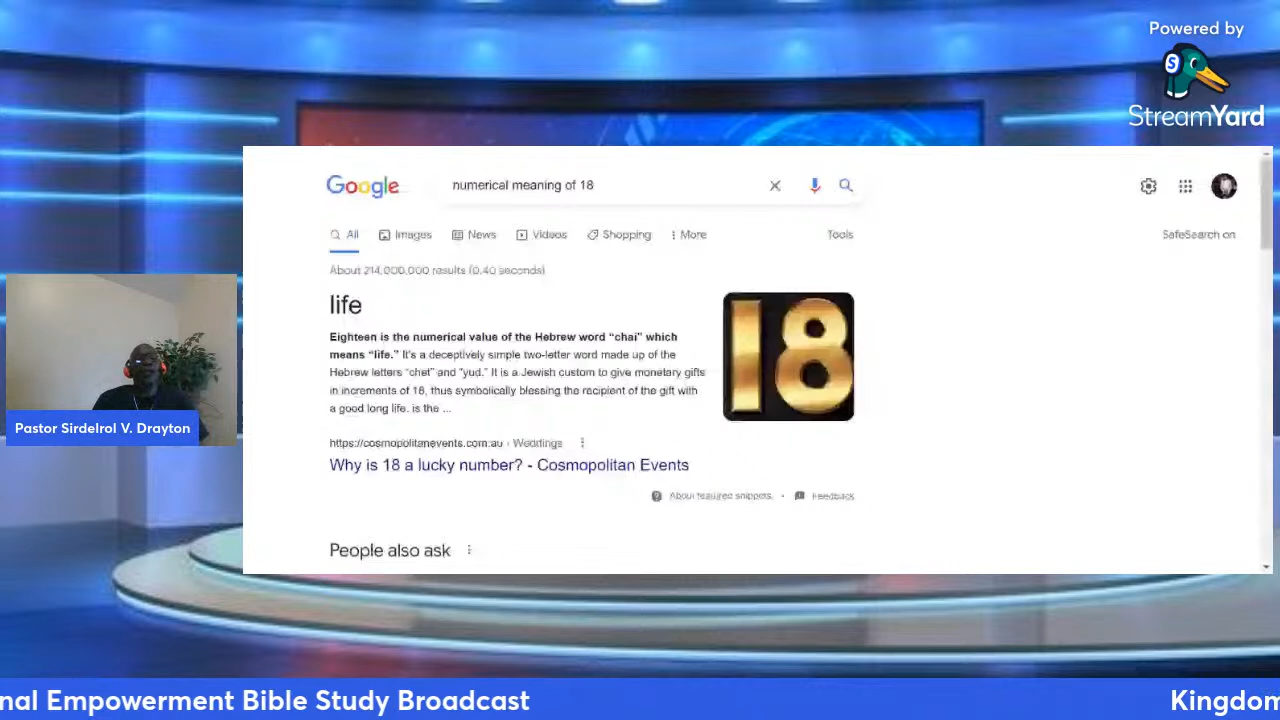 Powered by
StreamYard
Google
numerical meaning of 18
All
Images
News
Videos
Shopping
More
Tools
SafeSearch on
About 214,000,000 results (0.40 seconds)
life
Eighteen is the numerical value of the Hebrew word “chai” which
means “life.” It's a deceptively simple two-letter word made up of the
Hebrew letters “chet” and “yud.” It is a Jewish custom to give monetary gifts
in increments of 18, thus symbolically blessing the recipient of the gift with
a good long life. is the ...
18
https://cosmopolitanevents.com.au › Weddings
Why is 18 a lucky number? - Cosmopolitan Events
About featured snippets
Feedback
People also ask
Pastor Sirdelrol V. Drayton
nal Empowerment Bible Study Broadcast
Kingdom